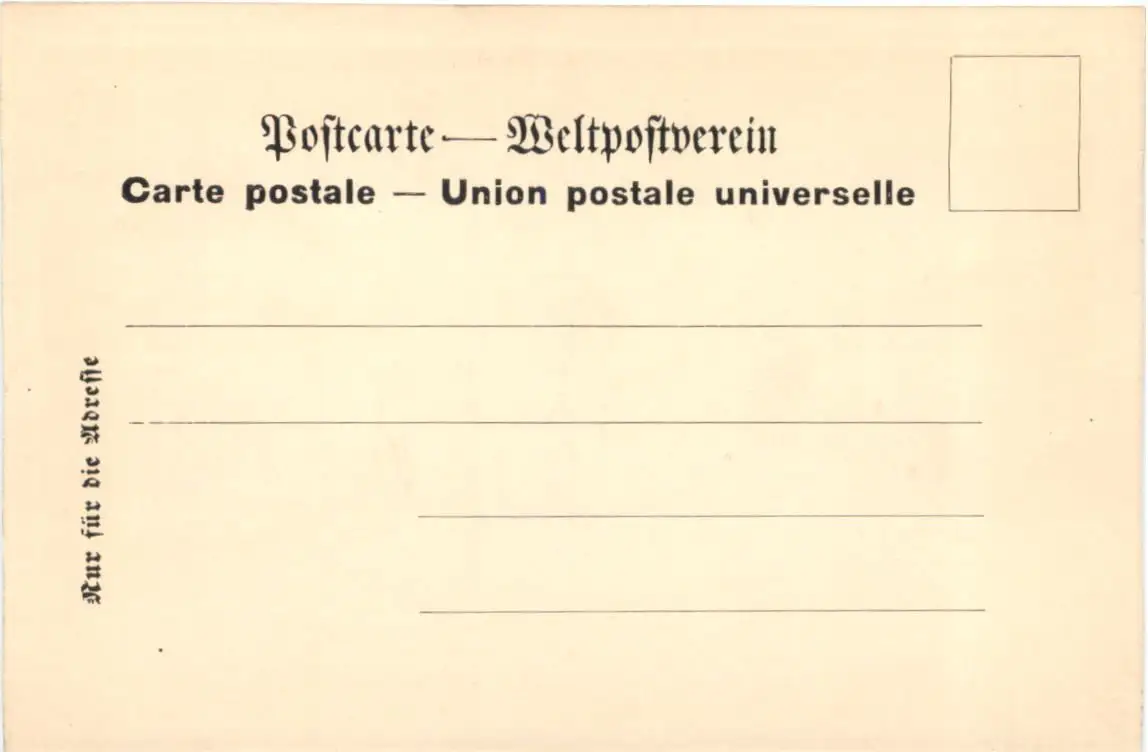 Postcarte — Weltpostverein
Carte postale — Union postale universelle
Nur für die Adresse